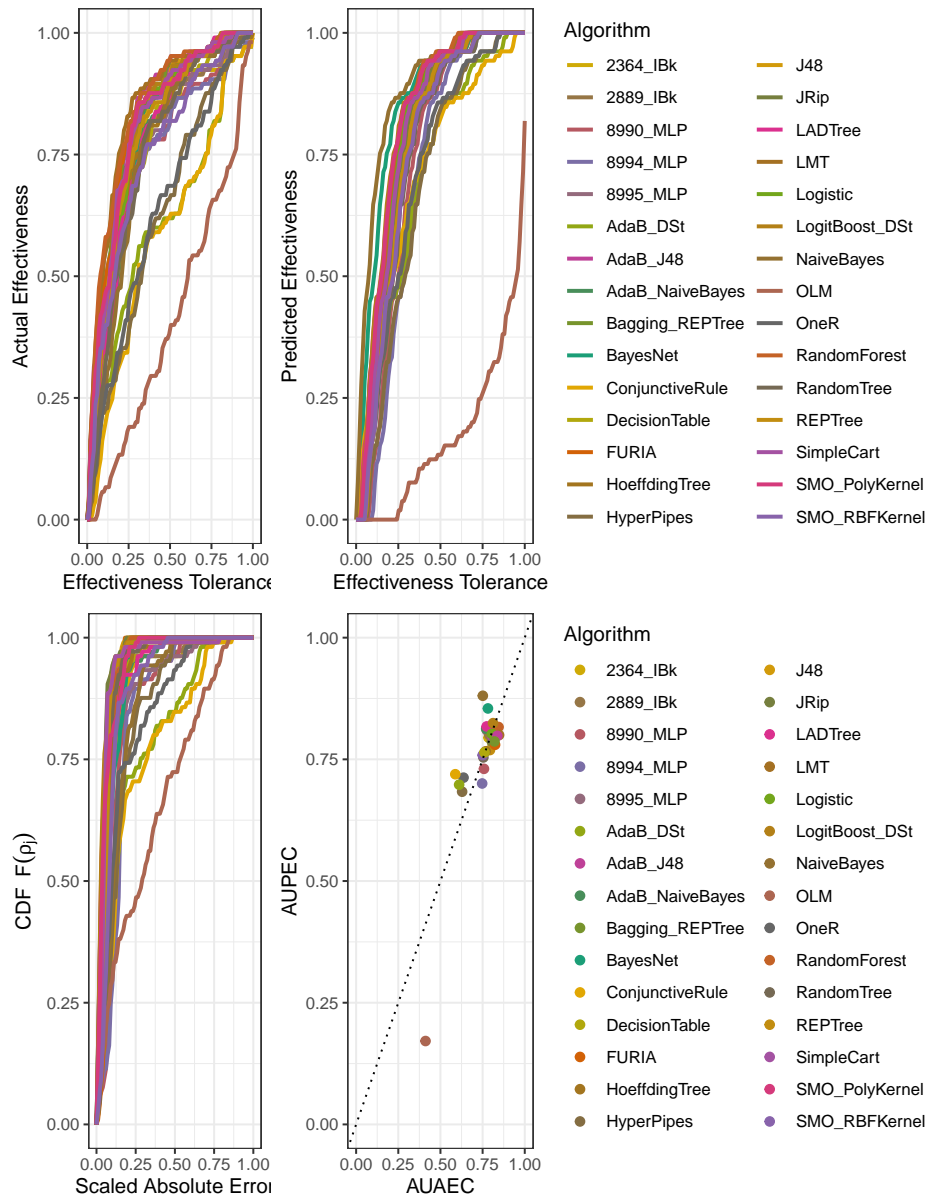 Actual Effectiveness
1.00
0.75
0.50
0.25
0.00
0.00 0.25 0.50 0.75 1.00
Effectiveness Tolerance
Predicted Effectiveness
1.00
0.75
0.50
0.25
0.00
0.00 0.25 0.50 0.75 1.00
Effectiveness Tolerance
Algorithm
2364_IBk
2889_IBk
8990_MLP
8994_MLP
8995_MLP
AdaB_DSt
AdaB_J48
AdaB_NaiveBayes
Bagging_REPTree
BayesNet
ConjunctiveRule
DecisionTable
FURIA
HoeffdingTree
HyperPipes
J48
JRip
LADTree
LMT
Logistic
LogitBoost_DSt
NaiveBayes
OLM
OneR
RandomForest
RandomTree
REPTree
SimpleCart
SMO_PolyKernel
SMO_RBFKernel
CDF F(ρj)
1.00
0.75
0.50
0.25
0.00
0.00 0.25 0.50 0.75 1.00
Scaled Absolute Error
AUPEC
1.00
0.75
0.50
0.25
0.00
0.00 0.25 0.50 0.75 1.00
AUAEC
Algorithm
2364_IBk
2889_IBk
8990_MLP
8994_MLP
8995_MLP
AdaB_DSt
AdaB_J48
AdaB_NaiveBayes
Bagging_REPTree
BayesNet
ConjunctiveRule
DecisionTable
FURIA
HoeffdingTree
HyperPipes
J48
JRip
LADTree
LMT
Logistic
LogitBoost_DSt
NaiveBayes
OLM
OneR
RandomForest
RandomTree
REPTree
SimpleCart
SMO_PolyKernel
SMO_RBFKernel